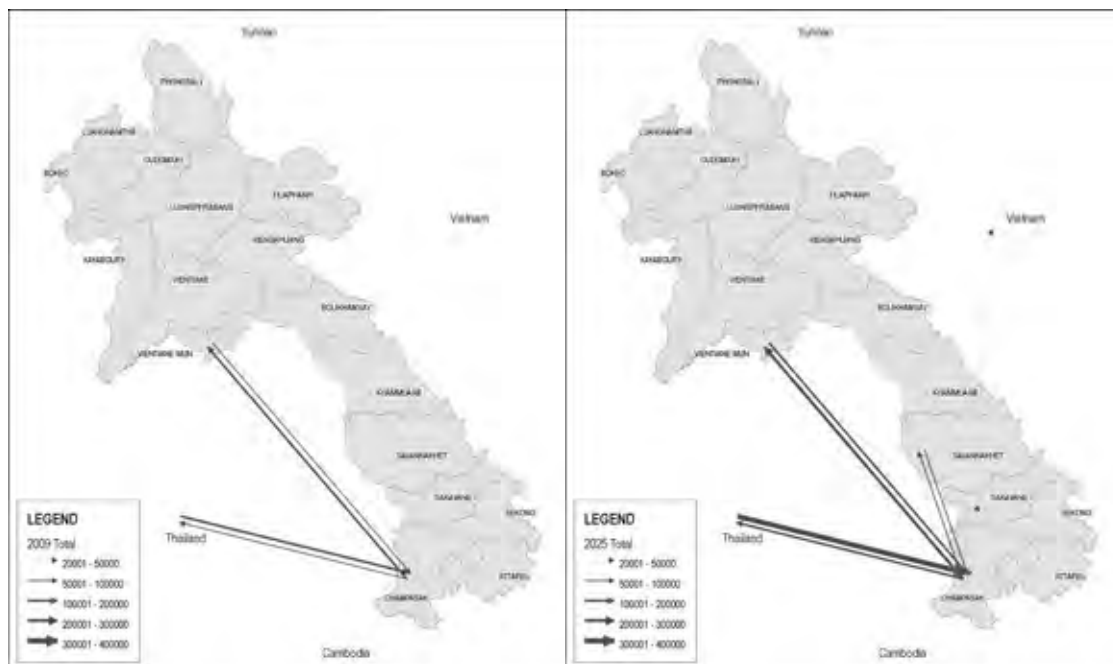 Yunnan
PHONGSALI
LUANGNAMTHA
OUDOMXAI
BOKEO
HUAPHANH
LUANGPRABANG
Vietnam
XIENGKHUANG
XAYABOURY
VIENTIANE
BOLIKHAMXAY
VIENTIANE MUN
KHAMMUANE
SAVANNAKHET
SARAVANE
SEKONG
Thailand
ATTAPEU
CHAMPASAK
Cambodia
LEGEND
2009 Total
20001 - 50000
50001 - 100000
100001 - 200000
200001 - 300000
300001 - 400000
Yunnan
PHONGSALI
LUANGNAMTHA
OUDOMXAI
BOKEO
HUAPHANH
LUANGPRABANG
Vietnam
XIENGKHUANG
XAYABOURY
VIENTIANE
BOLIKHAMXAY
VIENTIANE MUN
KHAMMUANE
SAVANNAKHET
SARAVANE
SEKONG
Thailand
ATTAPEU
CHAMPASAK
Cambodia
LEGEND
2025 Total
20001 - 50000
50001 - 100000
100001 - 200000
200001 - 300000
300001 - 400000